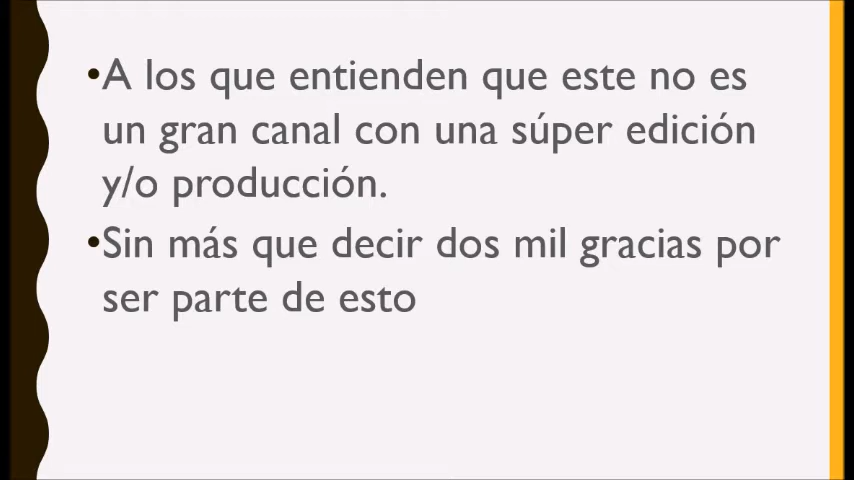 •A los que entienden que este no es
un gran canal con una súper edición
y/o producción.
•Sin más que decir dos mil gracias por
ser parte de esto